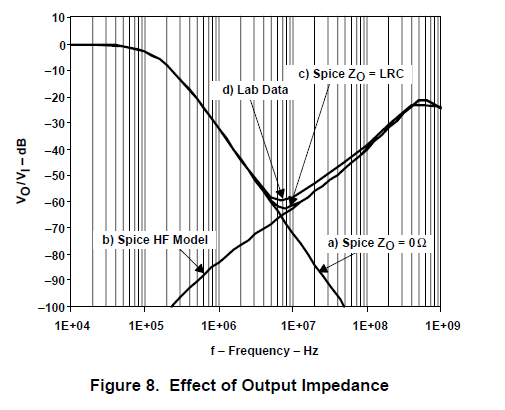 10
0
–10
–20
–30
–40
–50
–60
–70
–80
–90
–100
VO/VI – dB
c) Spice ZO = LRC
d) Lab Data
b) Spice HF Model
a) Spice ZO = 0 Ω
1E+04 1E+05 1E+06 1E+07 1E+08 1E+09
f – Frequency – Hz
Figure 8. Effect of Output Impedance